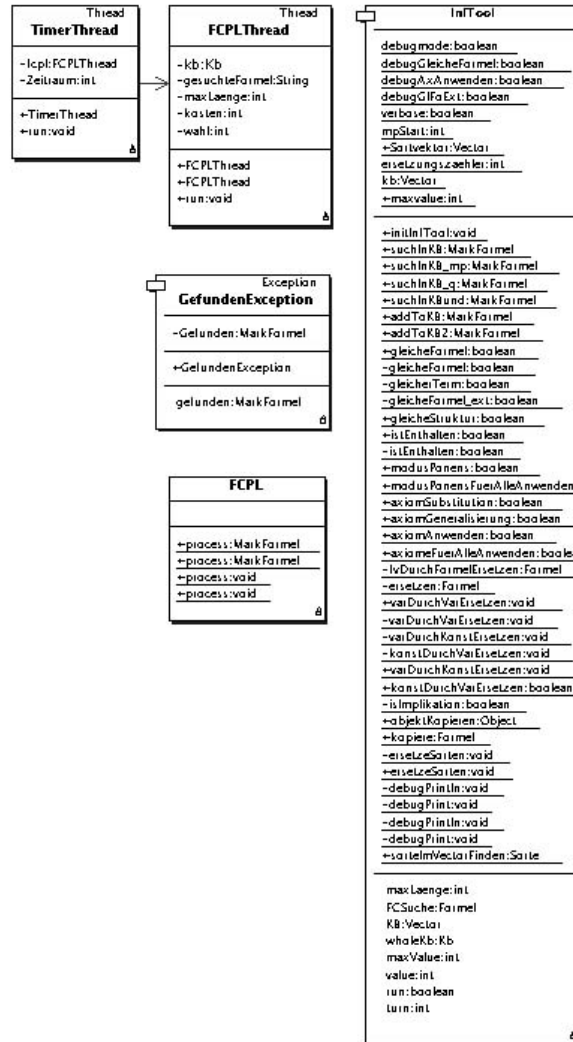 Thread
TimerThread
-fcpl:FCPLThread
-Zeitraum:int
+TimerThread
+run:void
Thread
FCPLThread
-kb:Kb
-gesuchteFormel:String
-maxLaenge:int
-kosten:int
-wahl:int
+FCPLThread
+FCPLThread
+run:void
Exception
GefundenException
-Gefunden:MarkFormel
+GefundenException
gefunden:MarkFormel
FCPL
+process:MarkFormel
+process:MarkFormel
+process:void
+process:void
InfTool
debugmode:boolean
debugGleicheFormel:boolean
debugAxAnwenden:boolean
debugGlFoExt:boolean
verbose:boolean
mpStart:int
+Sortvektor:Vector
ersetzungszaehler:int
kb:Vector
+maxvalue:int
+initInfTool:void
+suchInKB:MarkFormel
+suchInKB_mp:MarkFormel
+suchInKB_q:MarkFormel
+suchInKBund:MarkFormel
+addToKB:MarkFormel
+addToKB2:MarkFormel
+gleicheFormel:boolean
-gleicheFormel:boolean
-gleicherTerm:boolean
-gleicheFormel_ext:boolean
+gleicheStruktur:boolean
+istEnthalten:boolean
-istEnthalten:boolean
+modusPonens:boolean
+modusPonensFuerAlleAnwenden
+axiomSubstitution:boolean
+axiomGeneralisierung:boolean
+axiomAnwenden:boolean
+axiomeFuerAlleAnwenden:boolea
-lvDurchFormelErsetzen:Formel
-ersetzen:Formel
+varDurchVarErsetzen:void
-varDurchVarErsetzen:void
-varDurchKonstErsetzen:void
-konstDurchVarErsetzen:void
+varDurchKonstErsetzen:void
+konstDurchVarErsetzen:boolean
-isImplikation:boolean
+objektKopieren:Object
+kopiere:Formel
-ersetzeSorten:void
+ersetzeSorten:void
-debugPrintln:void
-debugPrint:void
-debugPrintln:void
-debugPrint:void
+sorteImVectorFinden:Sorte
maxLaenge:int
FCSuche:Formel
KB:Vector
wholeKb:Kb
maxValue:int
value:int
run:boolean
turn:int